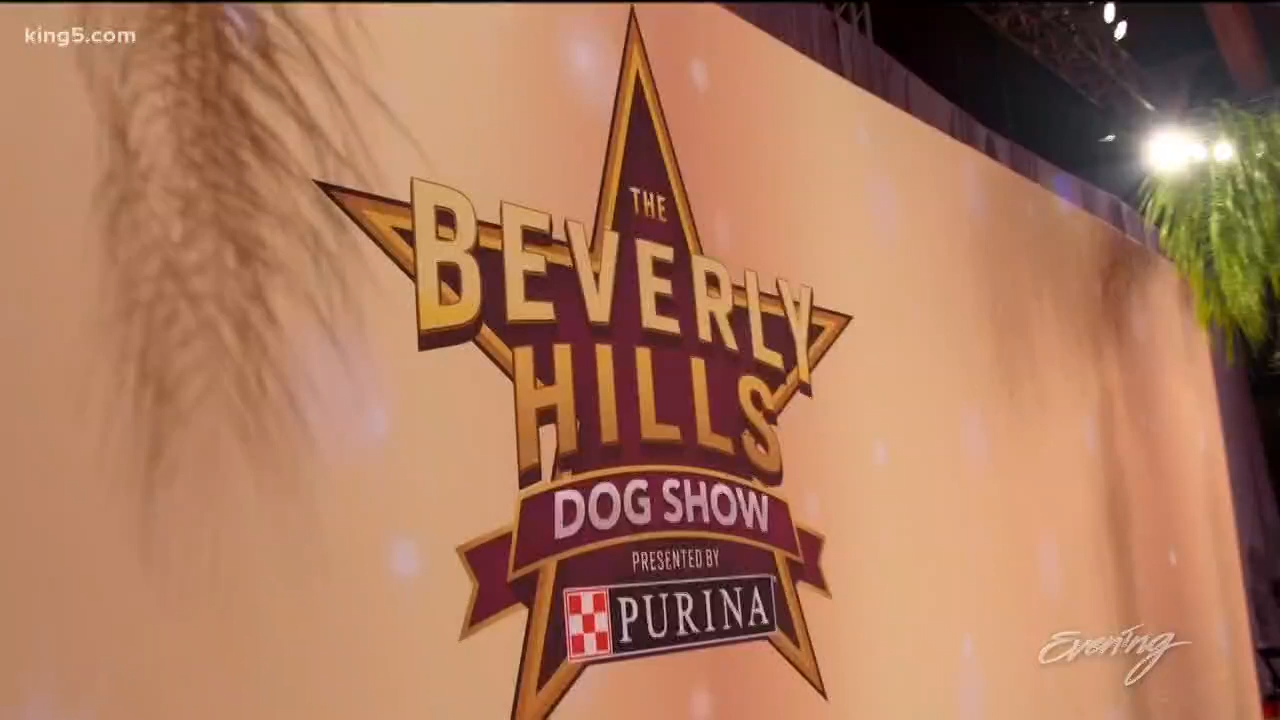 king5.com
THE
BEVERLY
HILLS
DOG SHOW
PRESENTED BY
PURINA
Evening